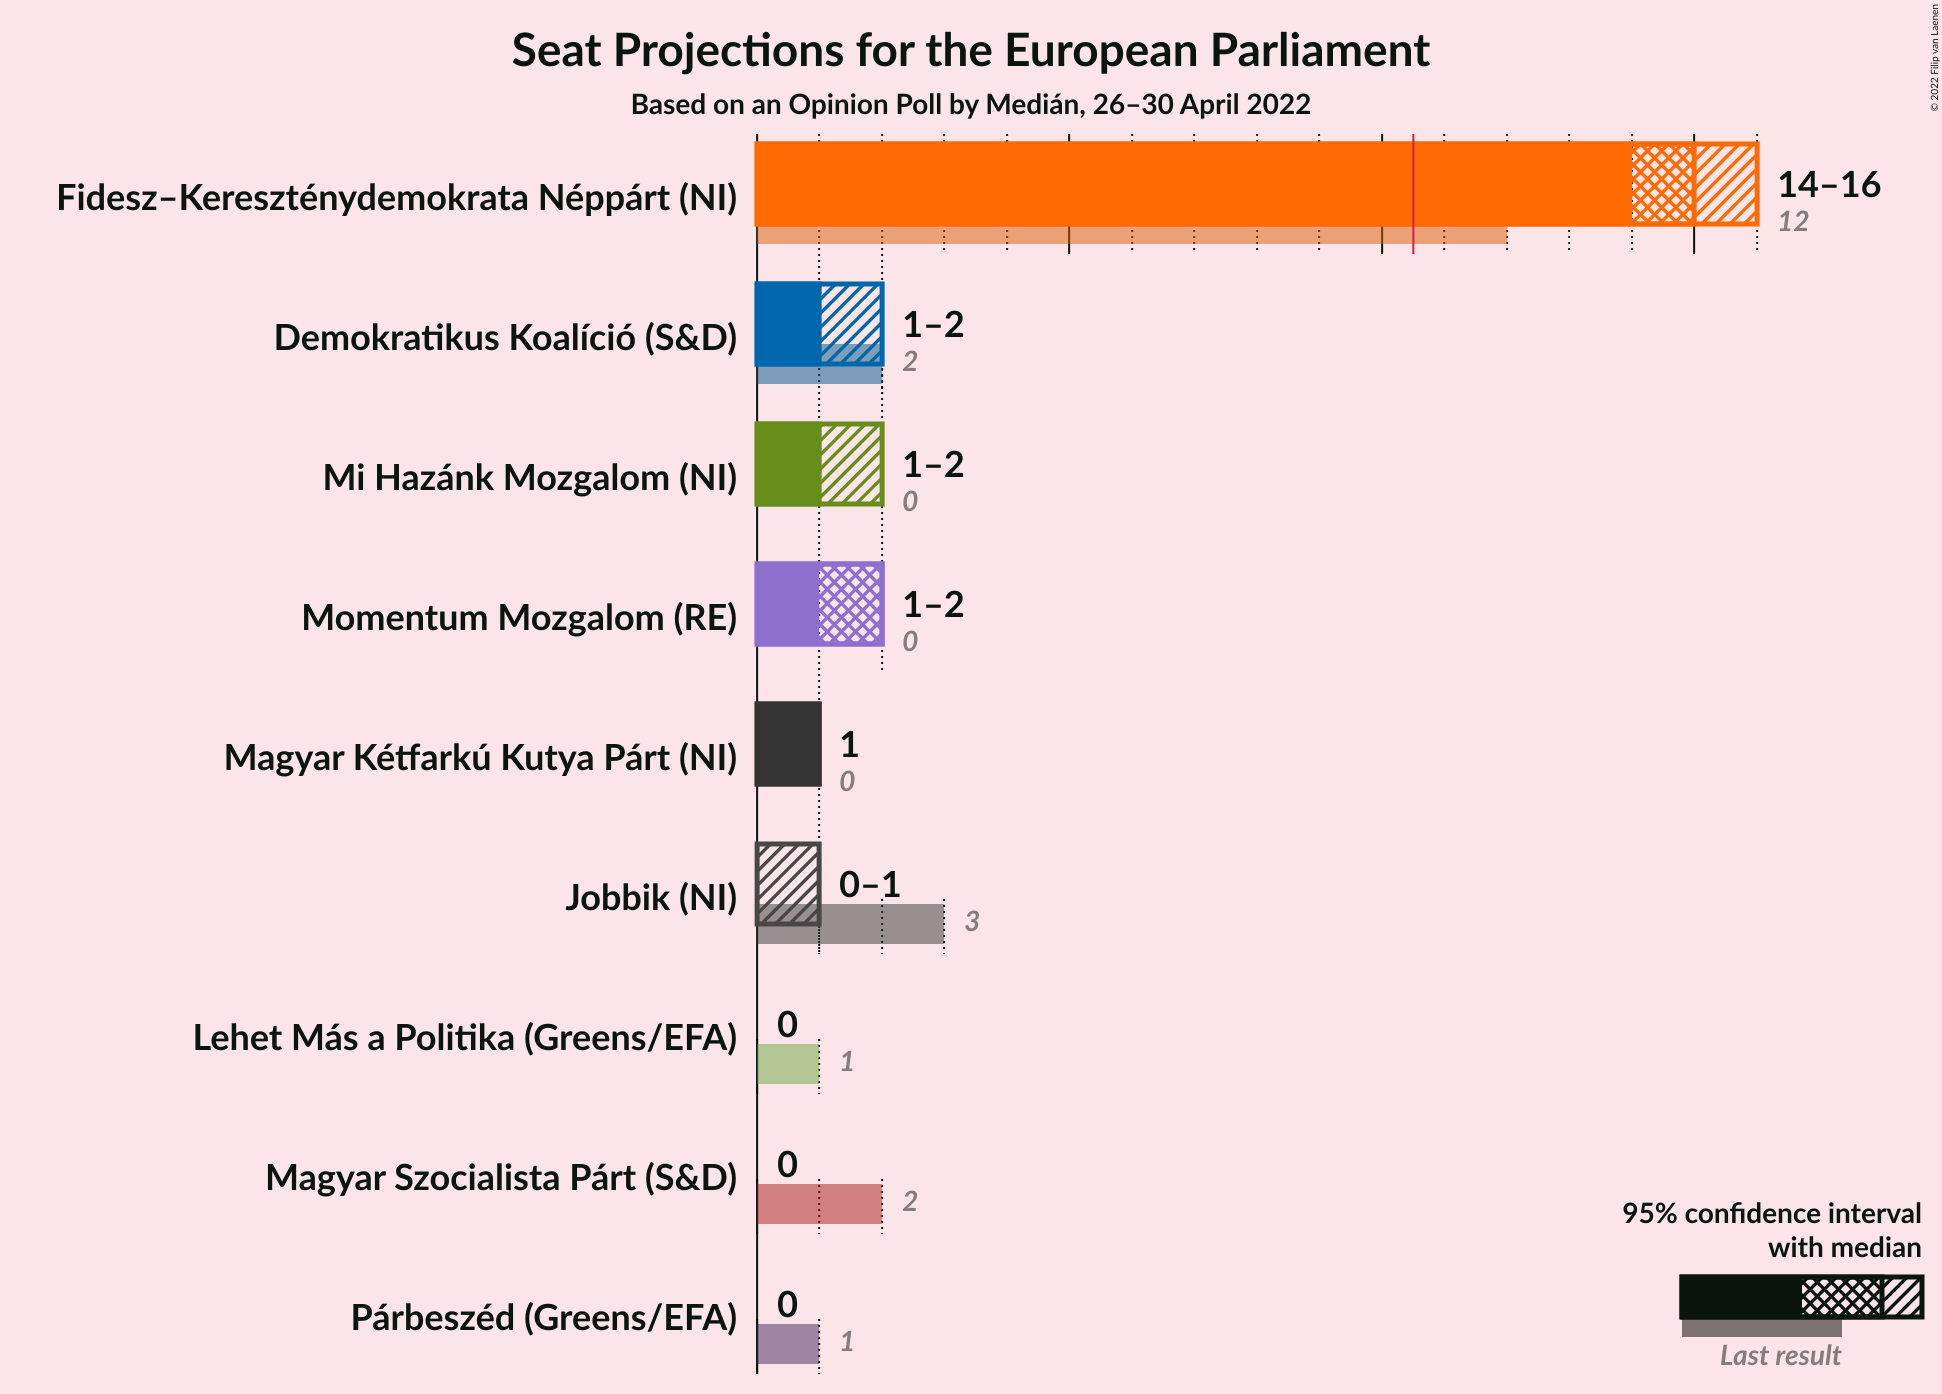 Seat Projections for the European Parliament
Based on an Opinion Poll by Medián, 26–30 April 2022
© 2022 Filip van Laenen
Fidesz–Kereszténydemokrata Néppárt (NI)
14–16
12
Demokratikus Koalíció (S&D)
1–2
2
Mi Hazánk Mozgalom (NI)
1–2
0
Momentum Mozgalom (RE)
1–2
0
Magyar Kétfarkú Kutya Párt (NI)
1
0
Jobbik (NI)
0–1
3
Lehet Más a Politika (Greens/EFA)
0
1
Magyar Szocialista Párt (S&D)
0
2
Párbeszéd (Greens/EFA)
0
1
95% confidence interval
with median
Last result